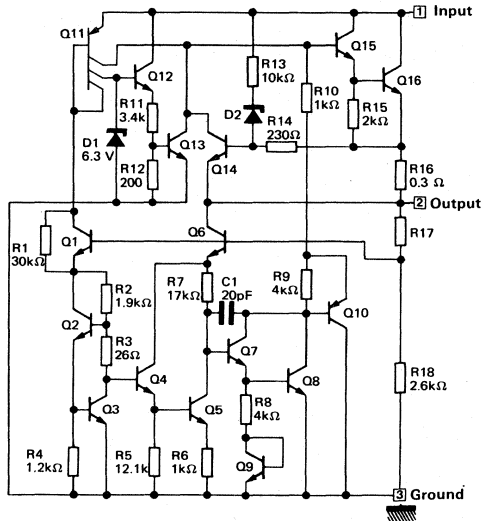 1 Input
Q11
Q15
Q12
R13
10kΩ
Q16
R11
3.4k
R10
1kΩ
R15
2kΩ
D2
R14
230Ω
D1
6.3 V
Q13
R12
200
Q14
R16
0.3 Ω
2 Output
R1
30kΩ
Q1
Q6
R17
R2
1.9kΩ
R7
17kΩ
C1
20pF
R9
4kΩ
Q10
Q2
R3
26Ω
Q7
Q4
Q8
R18
2.6kΩ
Q3
Q5
R8
4kΩ
R4
1.2kΩ
R5
12.1k
R6
1kΩ
Q9
3 Ground